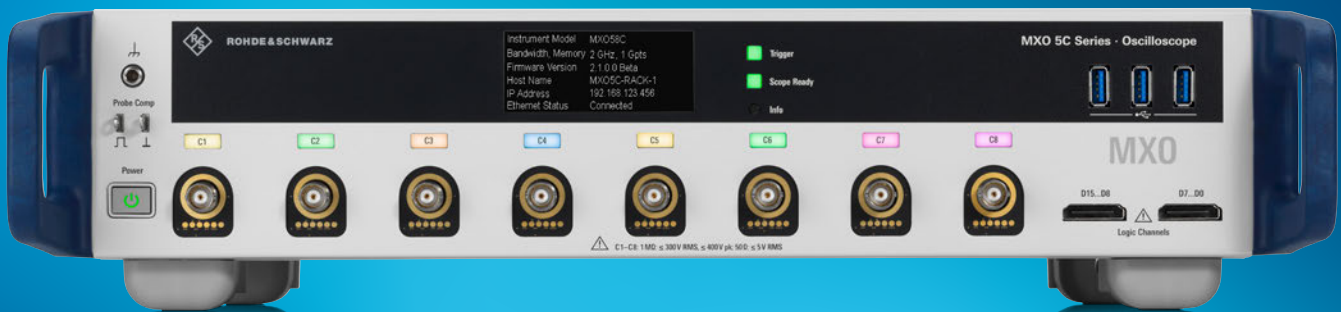 R S
ROHDE&SCHWARZ
Instrument Model MXO58C
Bandwidth, Memory 2 GHz, 1 Gpts
Firmware Version 2.1.0.0 Beta
Host Name MXO5C-RACK-1
IP Address 192.168.123.456
Ethernet Status Connected
Trigger
Scope Ready
Info
MXO 5C Series · Oscilloscope
Probe Comp
Power
C1
C2
C3
C4
C5
C6
C7
C8
MXO
D15...D8
D7...D0
Logic Channels
C1–C8: 1 MΩ ≤ 300 V RMS, ≤ 400 V pk; 50 Ω ≤ 5 V RMS